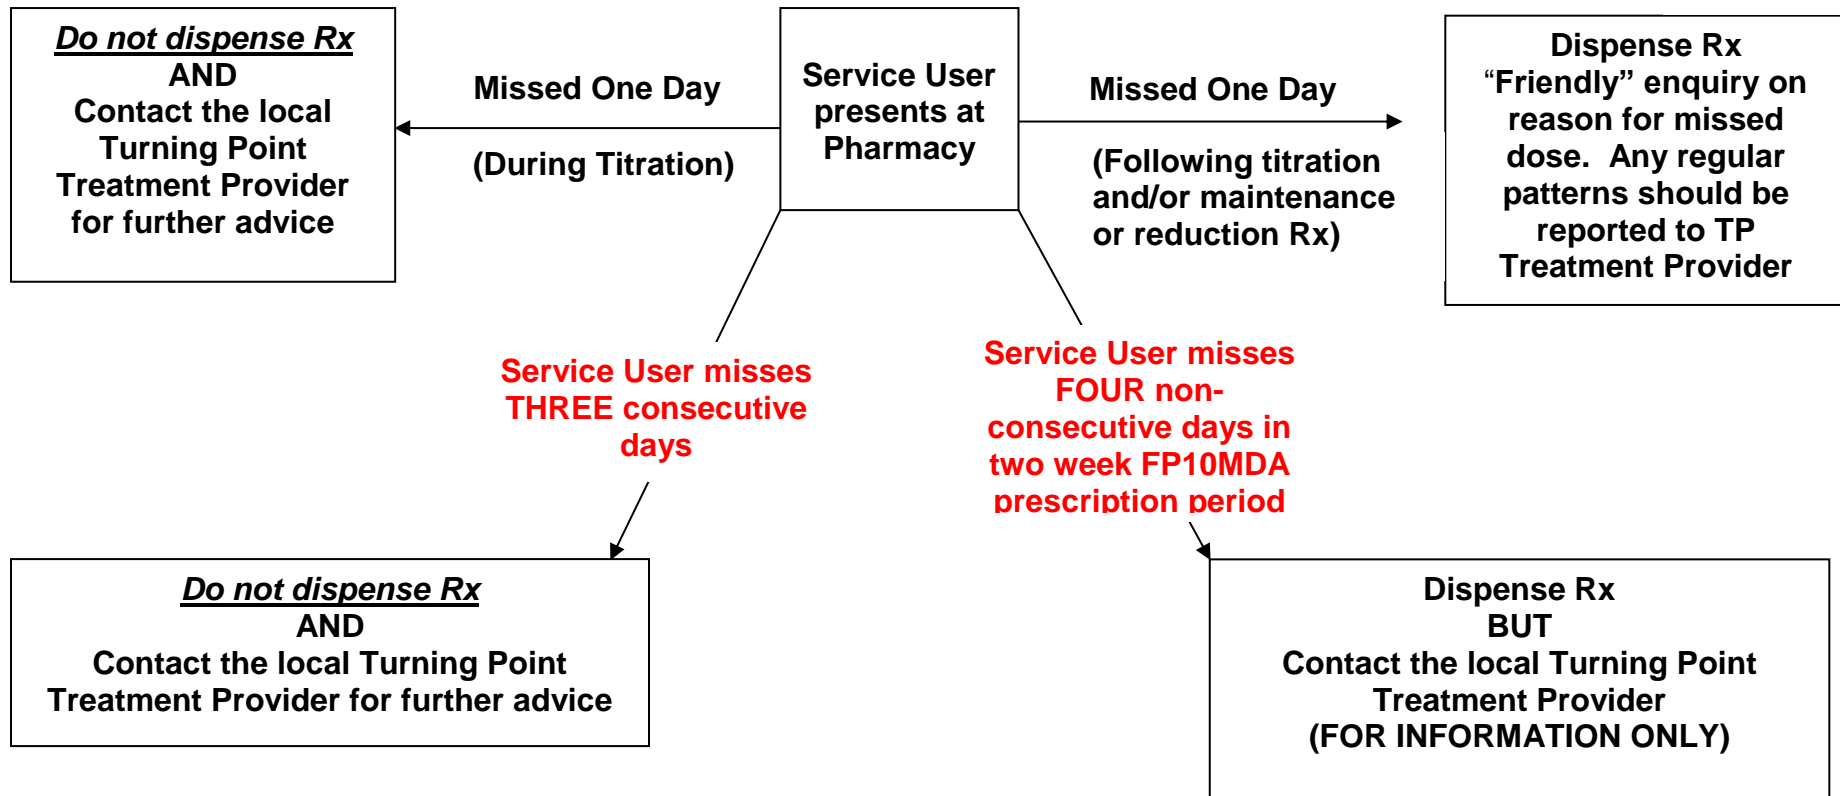 Do not dispense Rx
AND
Contact the local
Turning Point
Treatment Provider
for further advice
Missed One Day
(During Titration)
Service User
presents at
Pharmacy
Missed One Day
(Following titration
and/or maintenance
or reduction Rx)
Dispense Rx
“Friendly” enquiry on
reason for missed
dose. Any regular
patterns should be
reported to TP
Treatment Provider
Service User misses
THREE consecutive
days
Service User misses
FOUR non-
consecutive days in
two week FP10MDA
prescription period
Do not dispense Rx
AND
Contact the local Turning Point
Treatment Provider for further advice
Dispense Rx
BUT
Contact the local Turning Point
Treatment Provider
(FOR INFORMATION ONLY)